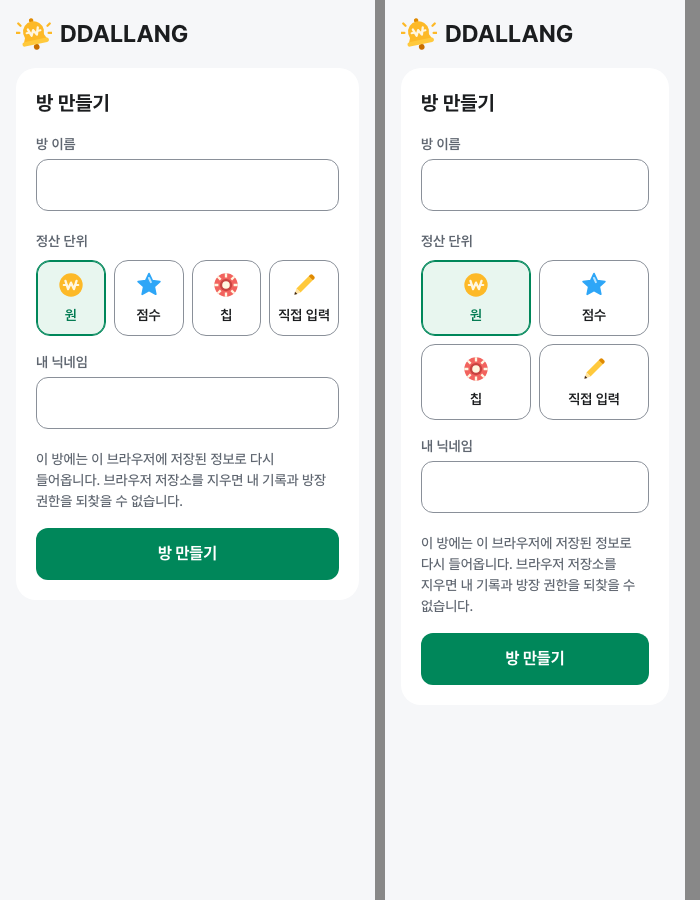 DDALLANG
방 만들기
방 이름
정산 단위
원
점수
칩
직접 입력
내 닉네임
이 방에는 이 브라우저에 저장된 정보로 다시
들어옵니다. 브라우저 저장소를 지우면 내 기록과 방장
권한을 되찾을 수 없습니다.
방 만들기
DDALLANG
방 만들기
방 이름
정산 단위
원
점수
칩
직접 입력
내 닉네임
이 방에는 이 브라우저에 저장된 정보로
다시 들어옵니다. 브라우저 저장소를
지우면 내 기록과 방장 권한을 되찾을 수
없습니다.
방 만들기